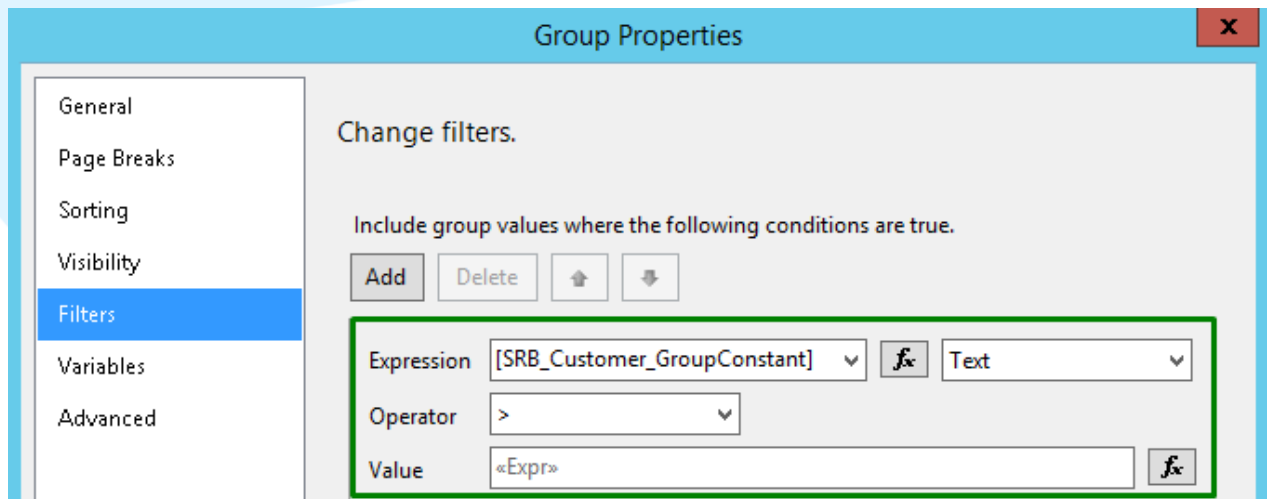 Group Properties
x
General
Page Breaks
Sorting
Visibility
Filters
Variables
Advanced
Change filters.
Include group values where the following conditions are true.
Add Delete
Expression [SRB_Customer_GroupConstant] fx Text
Operator >
Value «Expr» fx